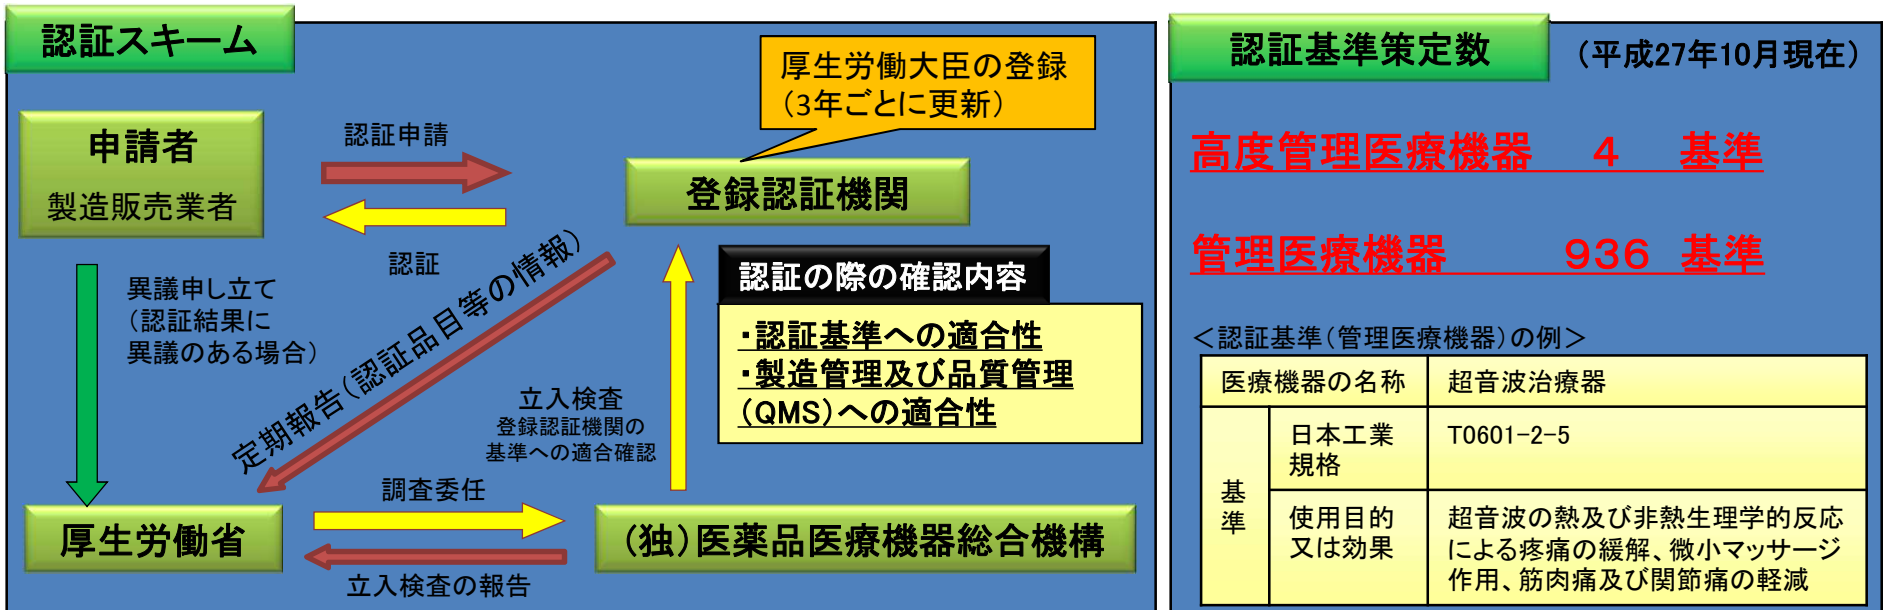 認証スキーム
厚生労働大臣の登録
（3年ごとに更新）
申請者
製造販売業者
認証申請
認証
登録認証機関
異議申し立て
（認証結果に
異議のある場合）
定期報告（認証品目等の情報）
認証の際の確認内容
・認証基準への適合性
・製造管理及び品質管理
（QMS）への適合性
立入検査
登録認証機関の
基準への適合確認
調査委任
厚生労働省
（独）医薬品医療機器総合機構
立入検査の報告
認証基準策定数
（平成27年10月現在）
高度管理医療機器　４　基準
管理医療機器　９３６　基準
＜認証基準（管理医療機器）の例＞
医療機器の名称
超音波治療器
基
準
日本工業
規格
T0601-2-5
使用目的
又は効果
超音波の熱及び非熱生理学的反応
による疼痛の緩解、微小マッサージ
作用、筋肉痛及び関節痛の軽減